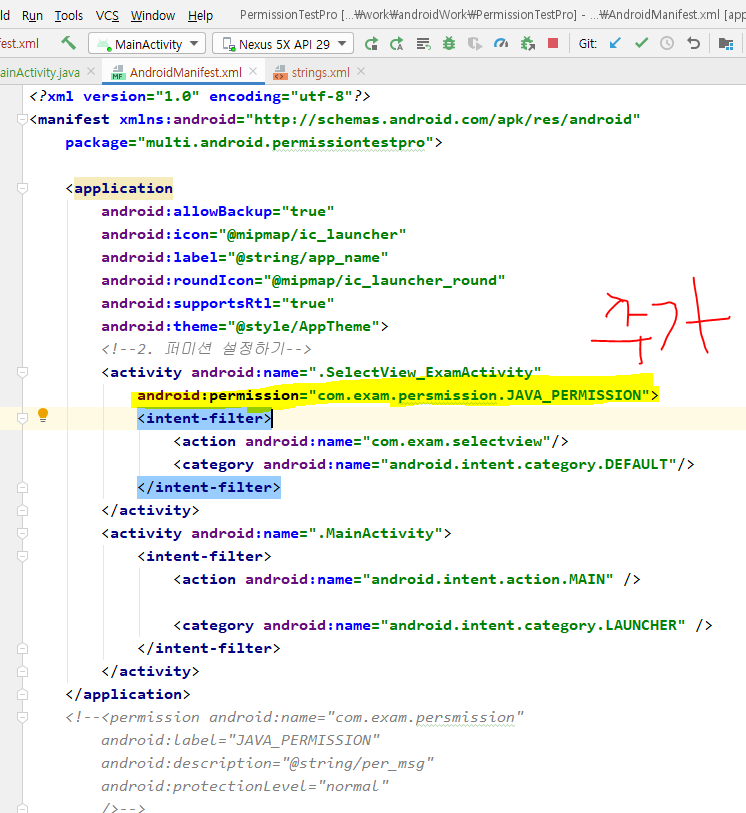 ld Run Tools VCS Window Help PermissionTestPro [...₩work₩androidWork₩PermissionTestPro] - ...₩AndroidManifest.xml [app]
fest.xml MainActivity Nexus 5X API 29 Git:
ainActivity.java AndroidManifest.xml strings.xml
<?xml version="1.0" encoding="utf-8"?>
<manifest xmlns:android="http://schemas.android.com/apk/res/android"
package="multi.android.permissiontestpro">
<application
android:allowBackup="true"
android:icon="@mipmap/ic_launcher"
android:label="@string/app_name"
android:roundIcon="@mipmap/ic_launcher_round"
android:supportsRtl="true"
android:theme="@style/AppTheme">
추가
<!--2. 퍼미션 설정하기-->
<activity android:name=".SelectView_ExamActivity"
android:permission="com.exam.persmission.JAVA_PERMISSION">
<intent-filter>
<action android:name="com.exam.selectview"/>
<category android:name="android.intent.category.DEFAULT"/>
</intent-filter>
</activity>
<activity android:name=".MainActivity">
<intent-filter>
<action android:name="android.intent.action.MAIN" />
<category android:name="android.intent.category.LAUNCHER" />
</intent-filter>
</activity>
</application>
<!--<permission android:name="com.exam.persmission"
android:label="JAVA_PERMISSION"
android:description="@string/per_msg"
android:protectionLevel="normal"
/>-->